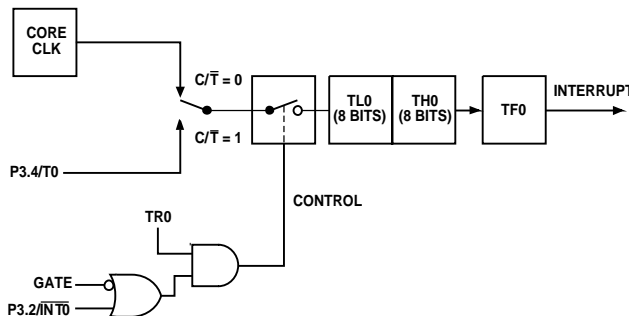 CORE
CLK
C/T̅ = 0
C/T̅ = 1
P3.4/T0
TL0
(8 BITS)
TH0
(8 BITS)
TF0
INTERRUPT
CONTROL
TR0
GATE
P3.2/I̅N̅T̅0̅